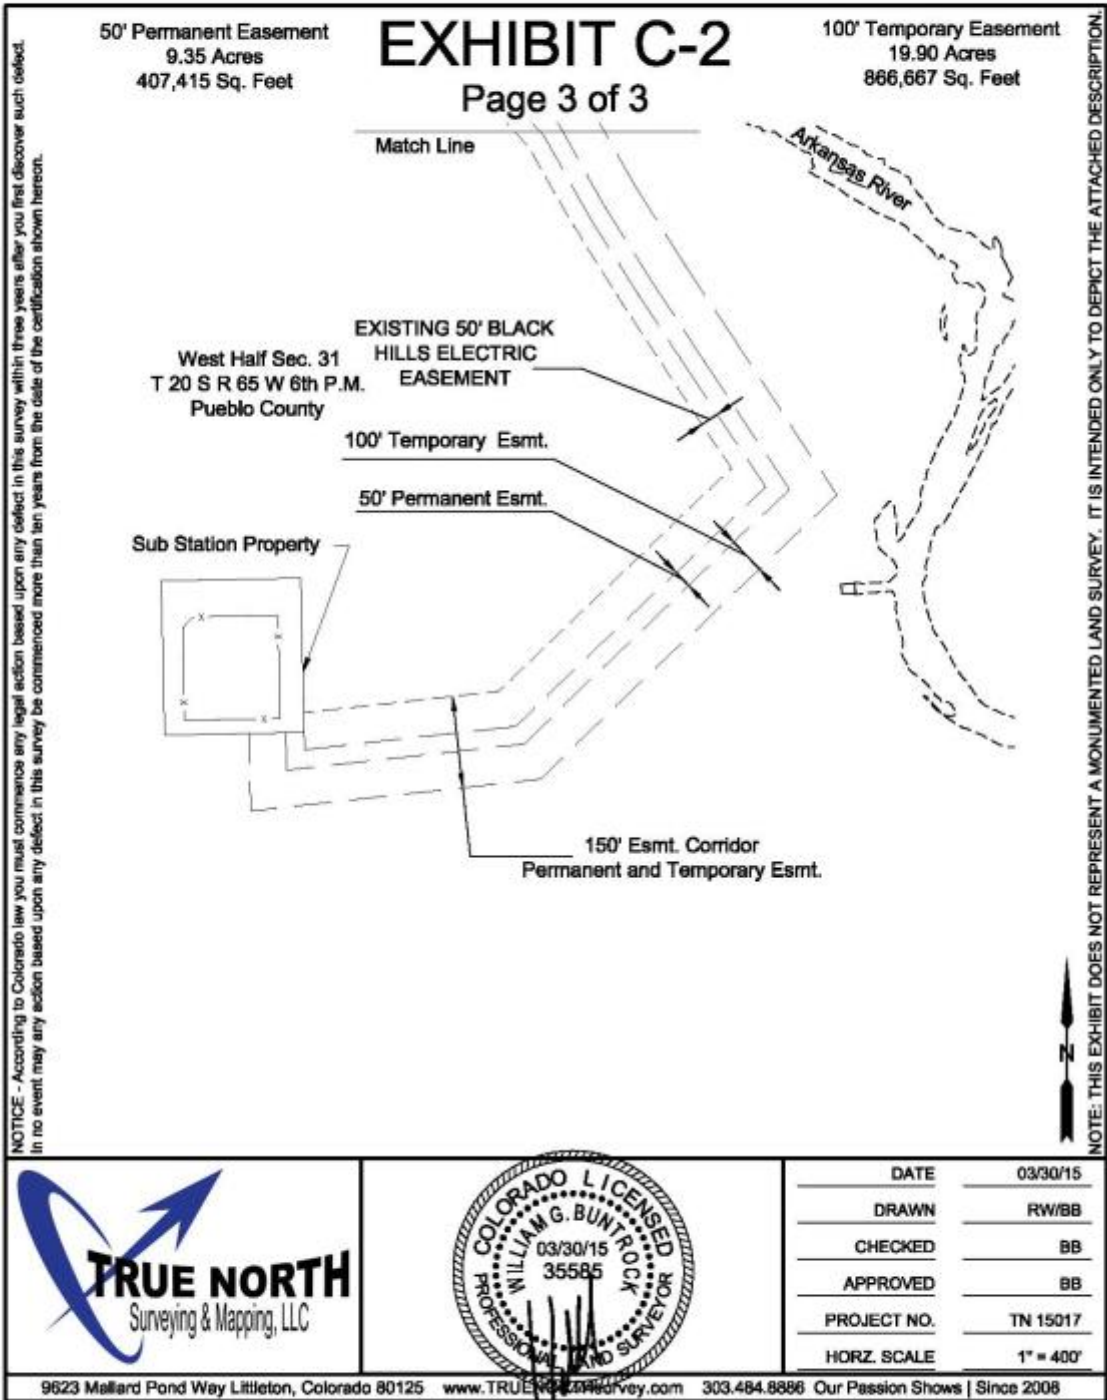 50' Permanent Easement
9.35 Acres
407,415 Sq. Feet
EXHIBIT C-2
Page 3 of 3
100' Temporary Easement
19.90 Acres
866,667 Sq. Feet
Match Line
Arkansas River
EXISTING 50' BLACK
HILLS ELECTRIC
EASEMENT
West Half Sec. 31
T 20 S R 65 W 6th P.M.
Pueblo County
100' Temporary Esmt.
50' Permanent Esmt.
Sub Station Property
X
X
X
X
150' Esmt. Corridor
Permanent and Temporary Esmt.
N
NOTICE - According to Colorado law you must commence any legal action based upon any defect in this survey within three years after you first discover such defect.
In no event may any action based upon any defect in this survey be commenced more than ten years from the date of the certification shown hereon.
NOTE: THIS EXHIBIT DOES NOT REPRESENT A MONUMENTED LAND SURVEY. IT IS INTENDED ONLY TO DEPICT THE ATTACHED DESCRIPTION.
TRUE NORTH
Surveying & Mapping, LLC
COLORADO LICENSED
WILLIAM G. BUNTROCK
03/30/15
35585
PROFESSIONAL LAND SURVEYOR
DATE 03/30/15
DRAWN RW/BB
CHECKED BB
APPROVED BB
PROJECT NO. TN 15017
HORZ. SCALE 1" = 400'
9623 Mallard Pond Way Littleton, Colorado 80125 www.TRUENORTHsurvey.com 303.484.8886 Our Passion Shows | Since 2008